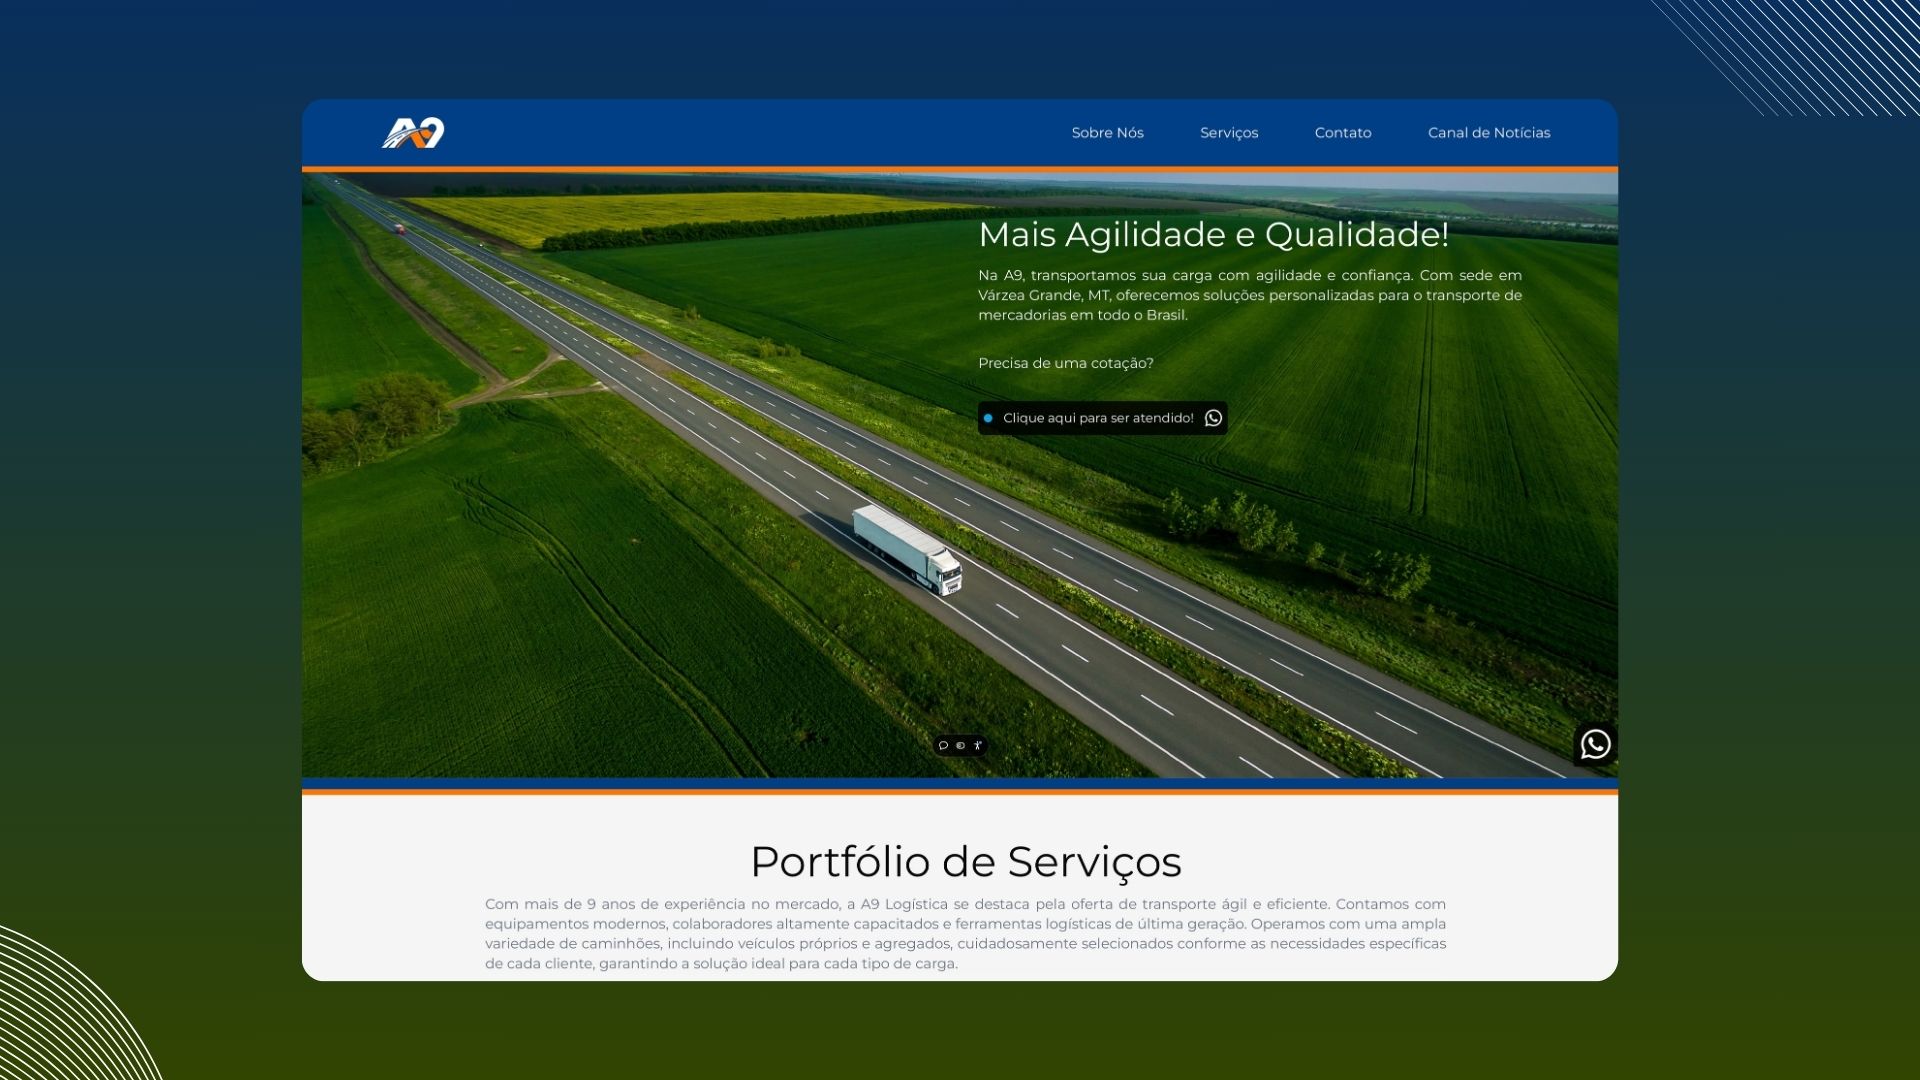 A9
Sobre Nós
Serviços
Contato
Canal de Notícias
Mais Agilidade e Qualidade!
Na A9, transportamos sua carga com agilidade e confiança. Com sede em
Várzea Grande, MT, oferecemos soluções personalizadas para o transporte de
mercadorias em todo o Brasil.
Precisa de uma cotação?
Clique aqui para ser atendido!
Portfólio de Serviços
Com mais de 9 anos de experiência no mercado, a A9 Logística se destaca pela oferta de transporte ágil e eficiente. Contamos com
equipamentos modernos, colaboradores altamente capacitados e ferramentas logísticas de última geração. Operamos com uma ampla
variedade de caminhões, incluindo veículos próprios e agregados, cuidadosamente selecionados conforme as necessidades específicas
de cada cliente, garantindo a solução ideal para cada tipo de carga.